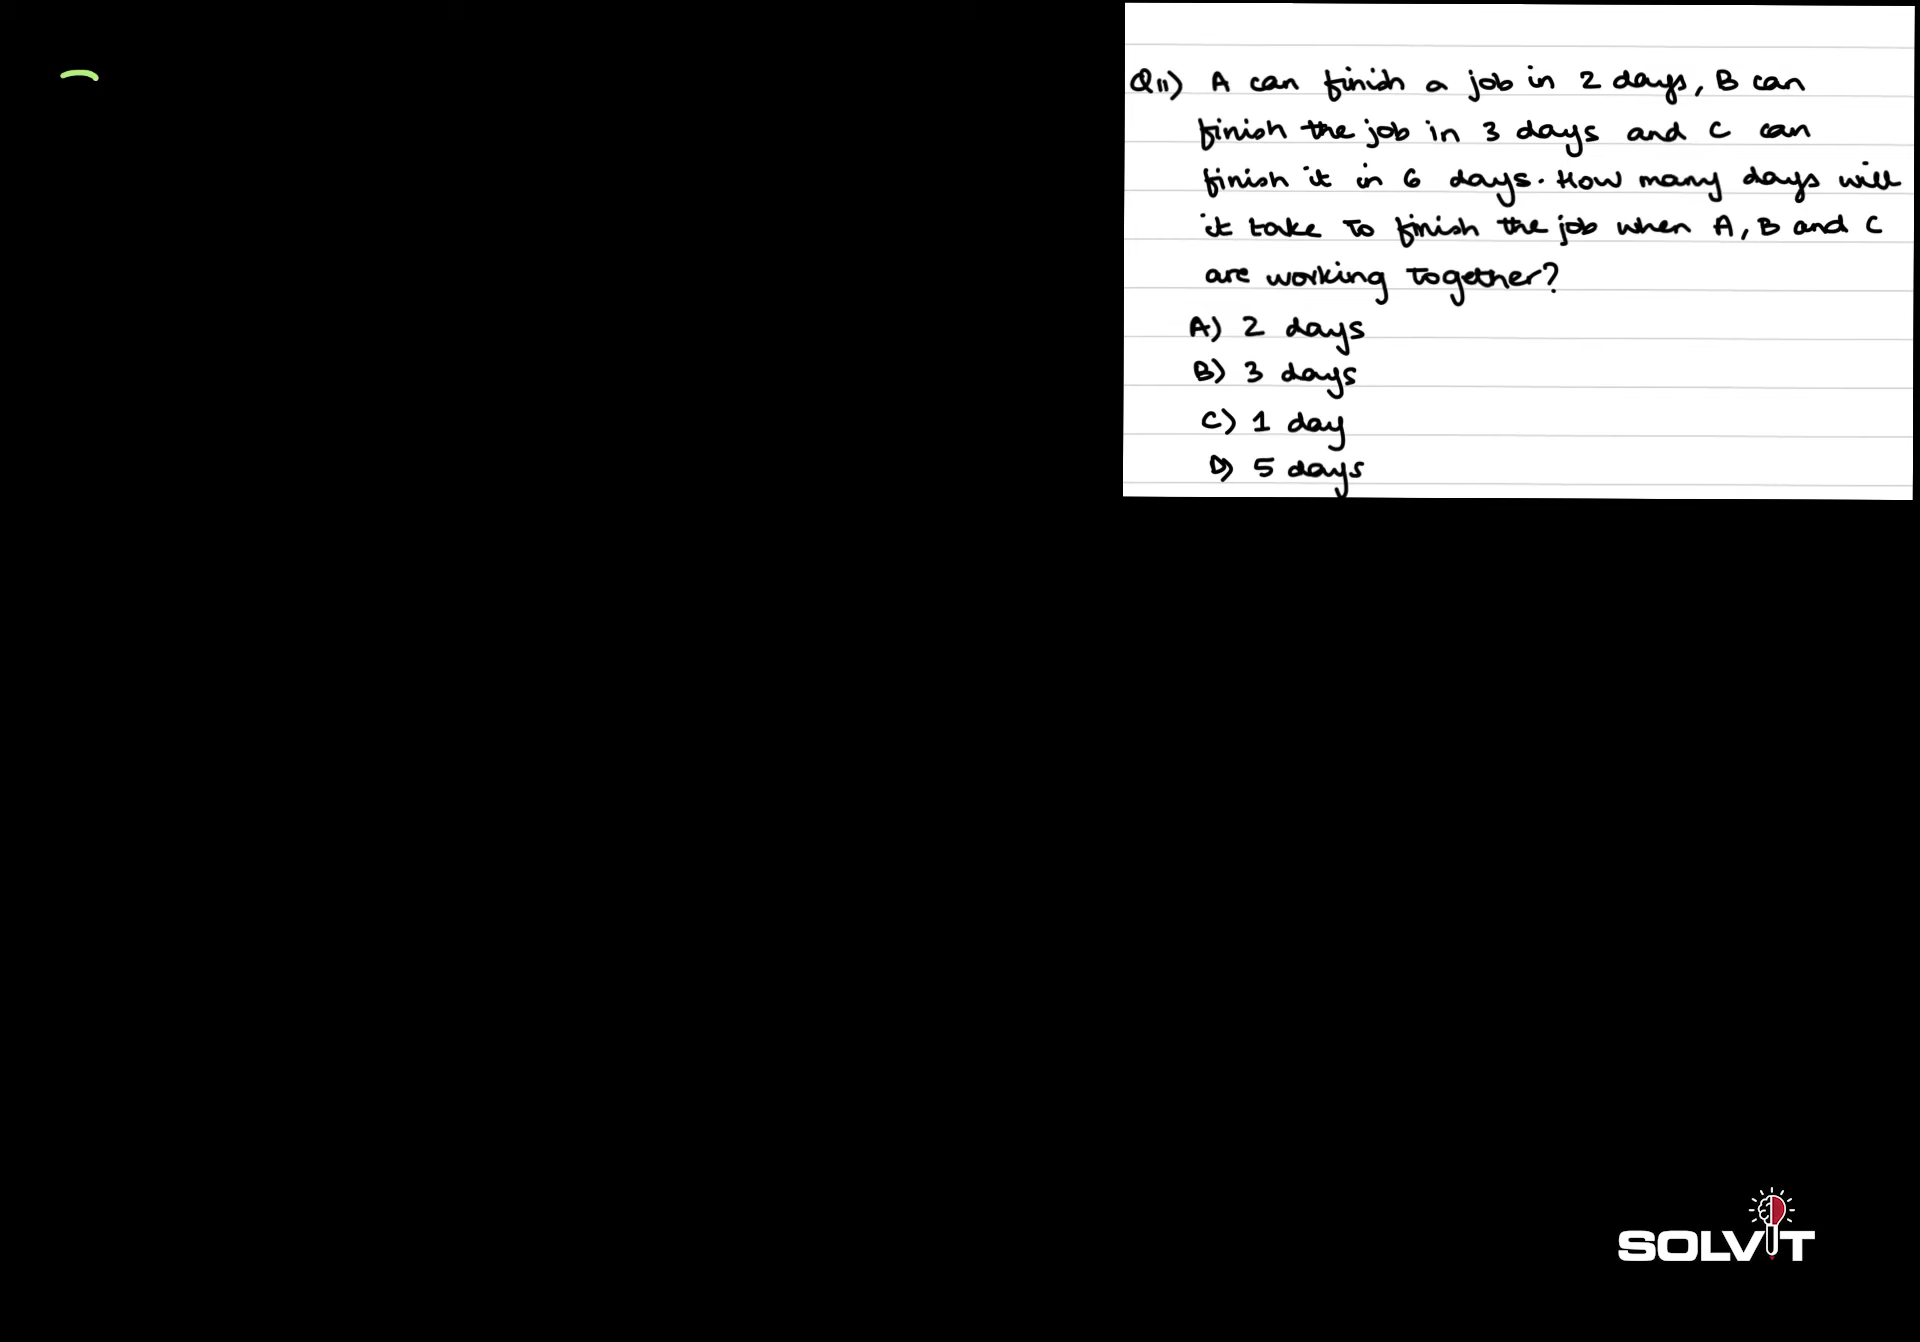 Q11) A can finish a job in 2 days, B can
finish the job in 3 days and C can
finish it in 6 days. How many days will
it take to finish the job when A, B and C
are working together?
A) 2 days
B) 3 days
C) 1 day
D) 5 days
SOLVIT